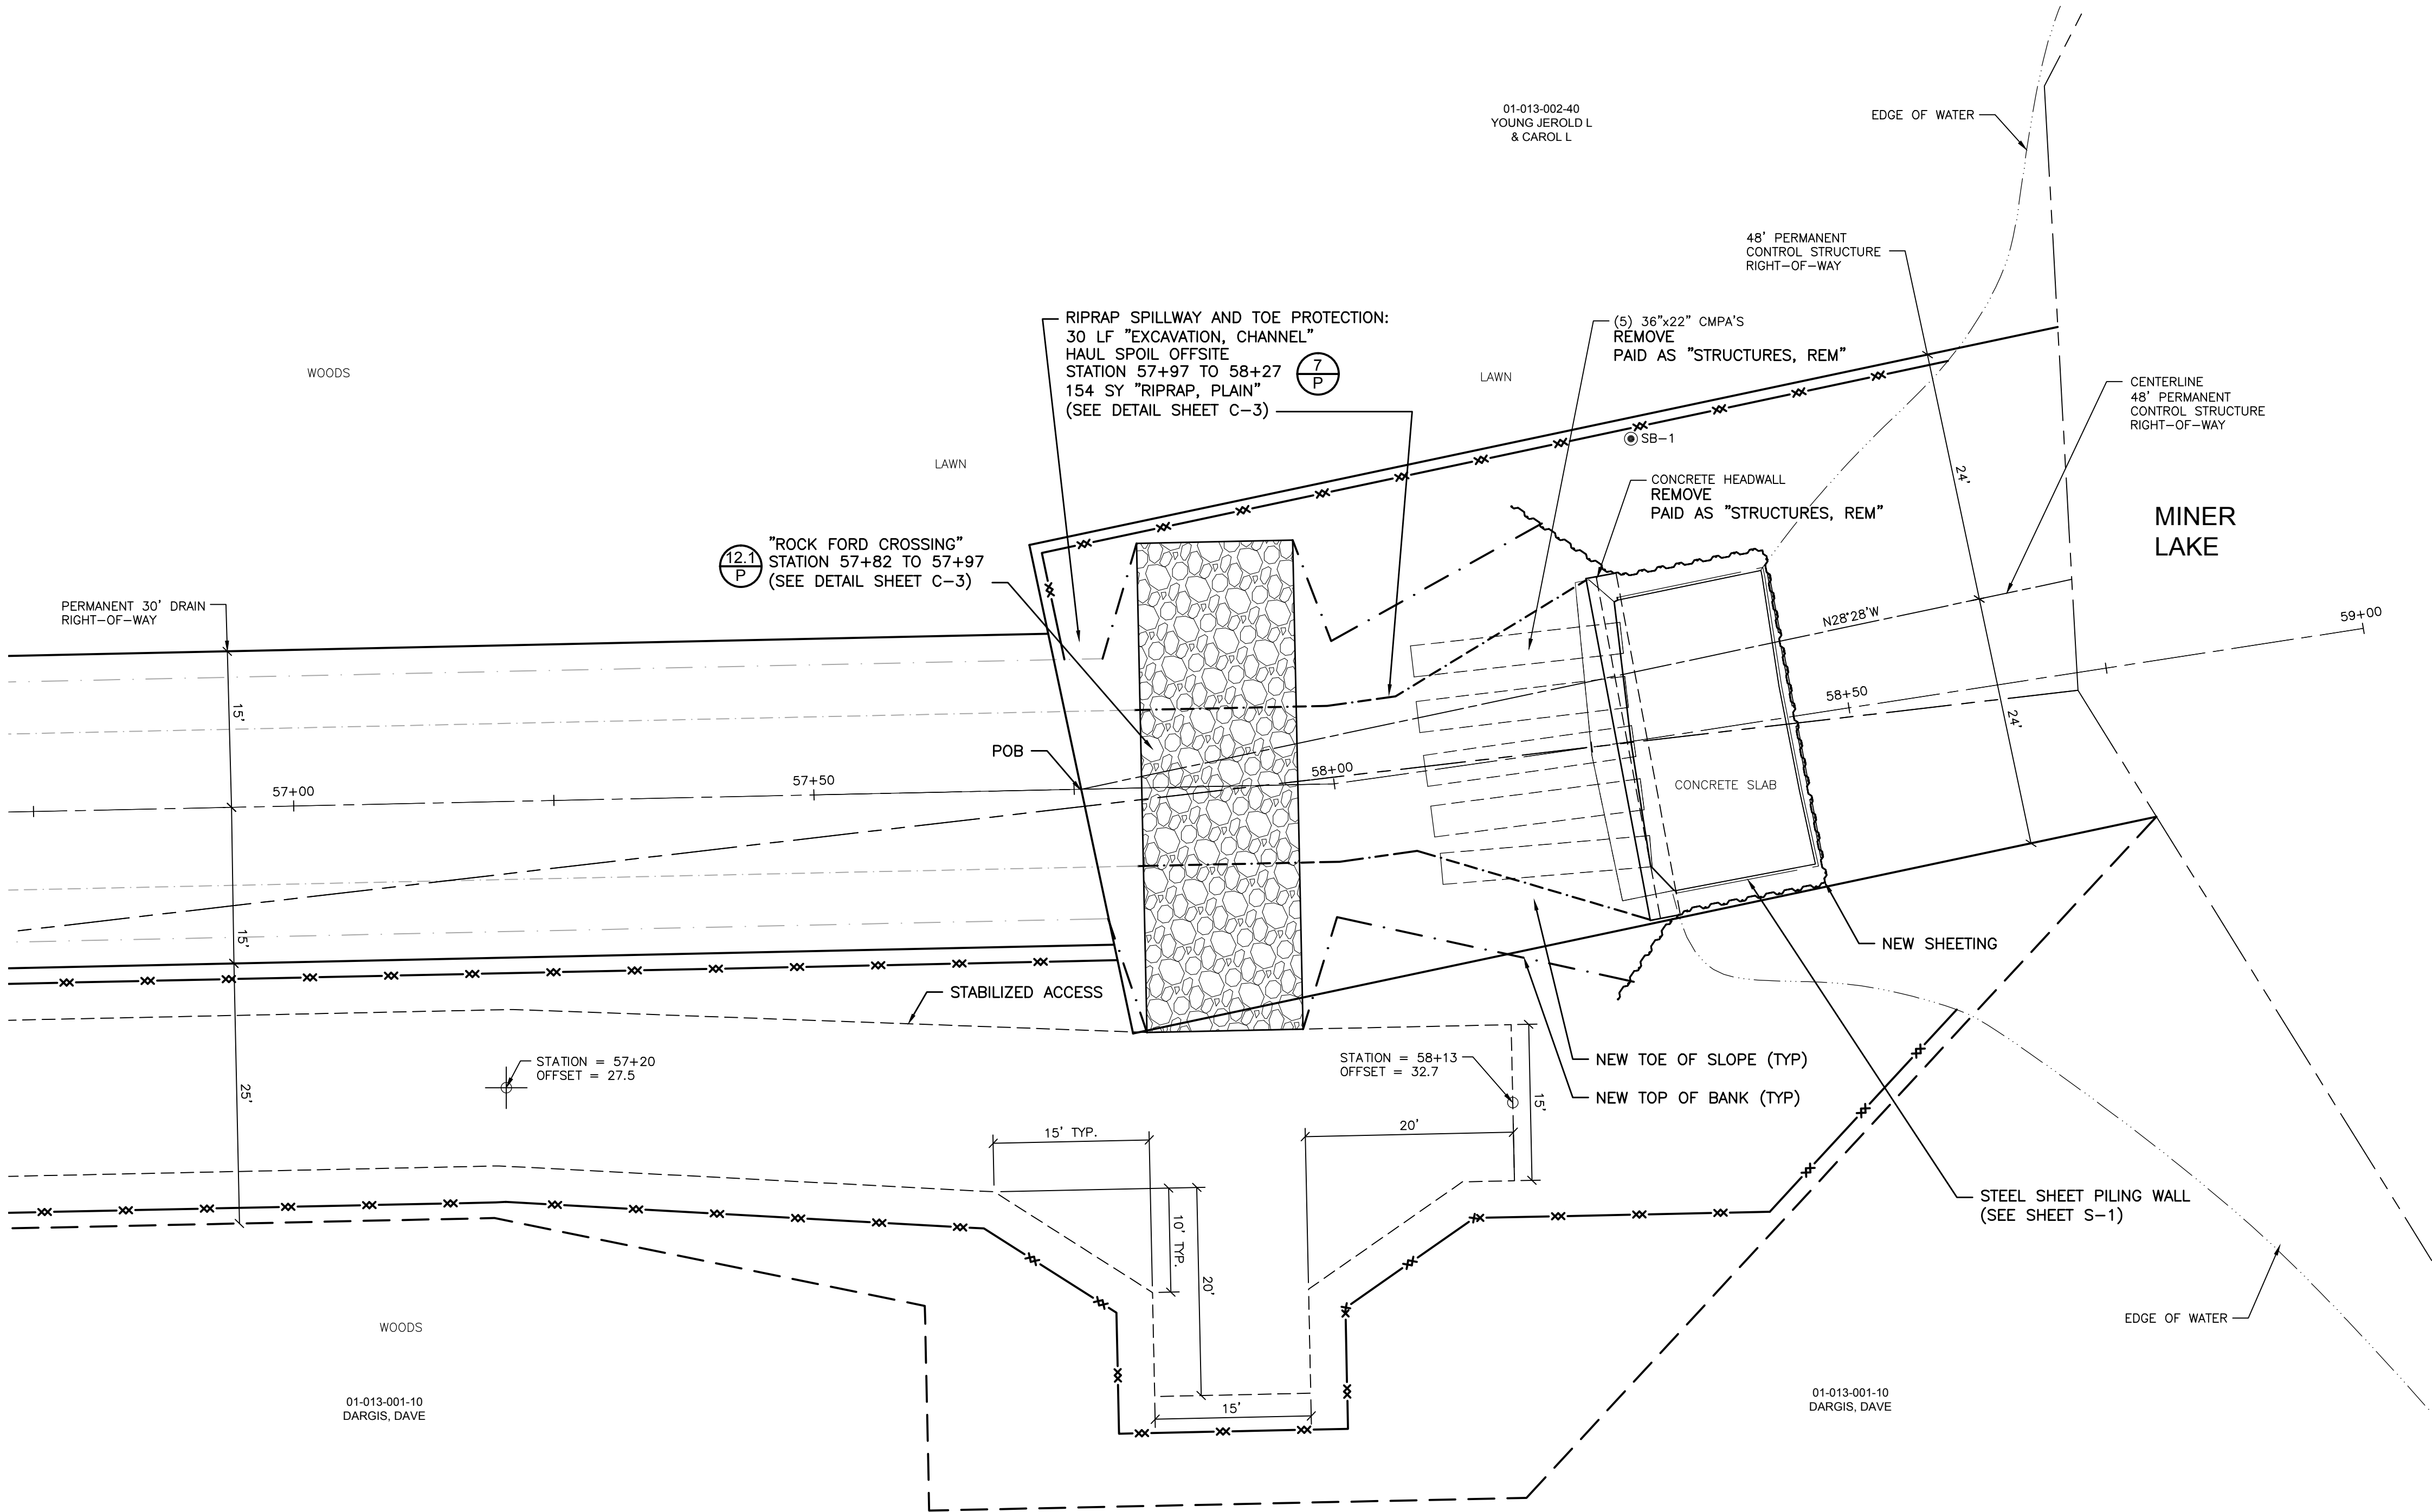 01-013-002-40
YOUNG JEROLD L
& CAROL L
EDGE OF WATER
48' PERMANENT
CONTROL STRUCTURE
RIGHT-OF-WAY
RIPRAP SPILLWAY AND TOE PROTECTION:
30 LF "EXCAVATION, CHANNEL"
HAUL SPOIL OFFSITE
STATION 57+97 TO 58+27
154 SY "RIPRAP, PLAIN"
(SEE DETAIL SHEET C-3)
7
P
(5) 36"x22" CMPA'S
REMOVE
PAID AS "STRUCTURES, REM"
WOODS
LAWN
CENTERLINE
48' PERMANENT
CONTROL STRUCTURE
RIGHT-OF-WAY
SB-1
LAWN
24'
CONCRETE HEADWALL
REMOVE
PAID AS "STRUCTURES, REM"
MINER
LAKE
12.1
P
"ROCK FORD CROSSING"
STATION 57+82 TO 57+97
(SEE DETAIL SHEET C-3)
PERMANENT 30' DRAIN
RIGHT-OF-WAY
N28°28'W
59+00
58+50
15'
24'
POB
57+00
57+50
58+00
CONCRETE SLAB
15'
NEW SHEETING
STABILIZED ACCESS
STATION = 57+20
OFFSET = 27.5
STATION = 58+13
OFFSET = 32.7
NEW TOE OF SLOPE (TYP)
NEW TOP OF BANK (TYP)
25'
15'
15' TYP.
20'
10' TYP.
20'
STEEL SHEET PILING WALL
(SEE SHEET S-1)
EDGE OF WATER
WOODS
01-013-001-10
DARGIS, DAVE
15'
01-013-001-10
DARGIS, DAVE